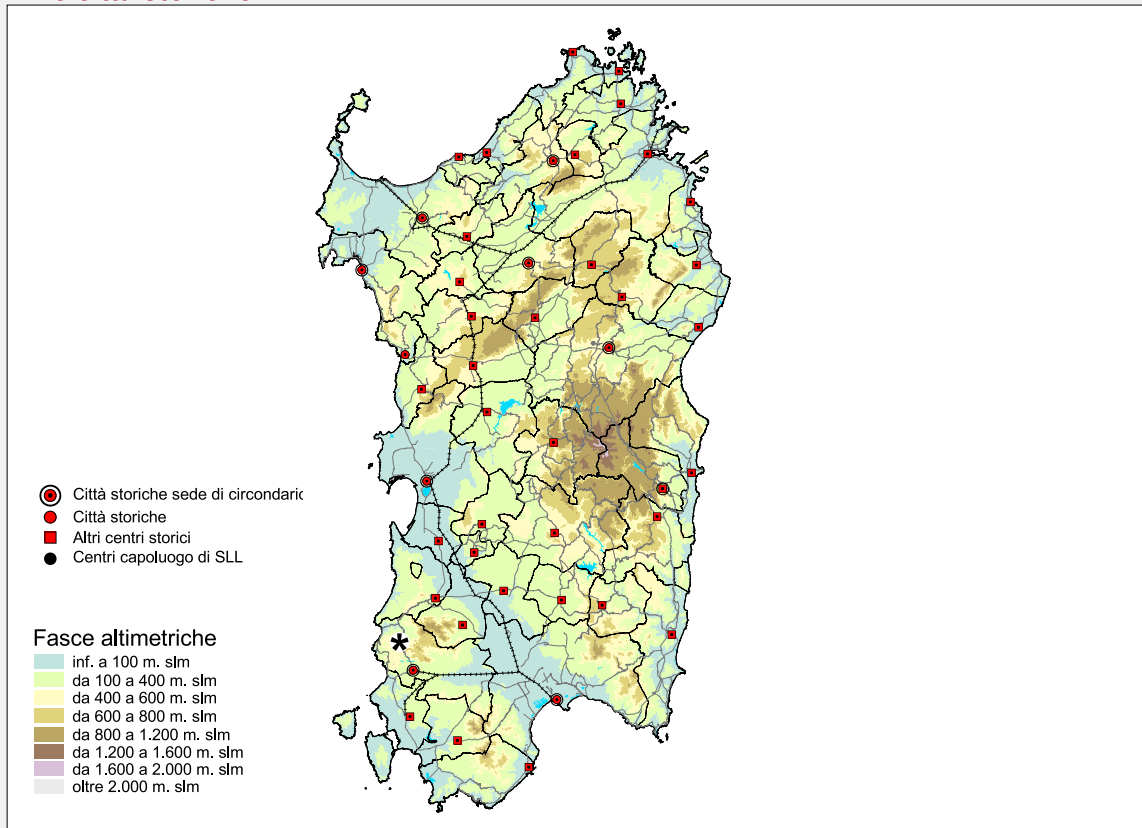 Città storiche sede di circondario
Città storiche
Altri centri storici
Centri capoluogo di SLL
*
Fasce altimetriche
inf. a 100 m. slm
da 100 a 400 m. slm
da 400 a 600 m. slm
da 600 a 800 m. slm
da 800 a 1.200 m. slm
da 1.200 a 1.600 m. slm
da 1.600 a 2.000 m. slm
oltre 2.000 m. slm